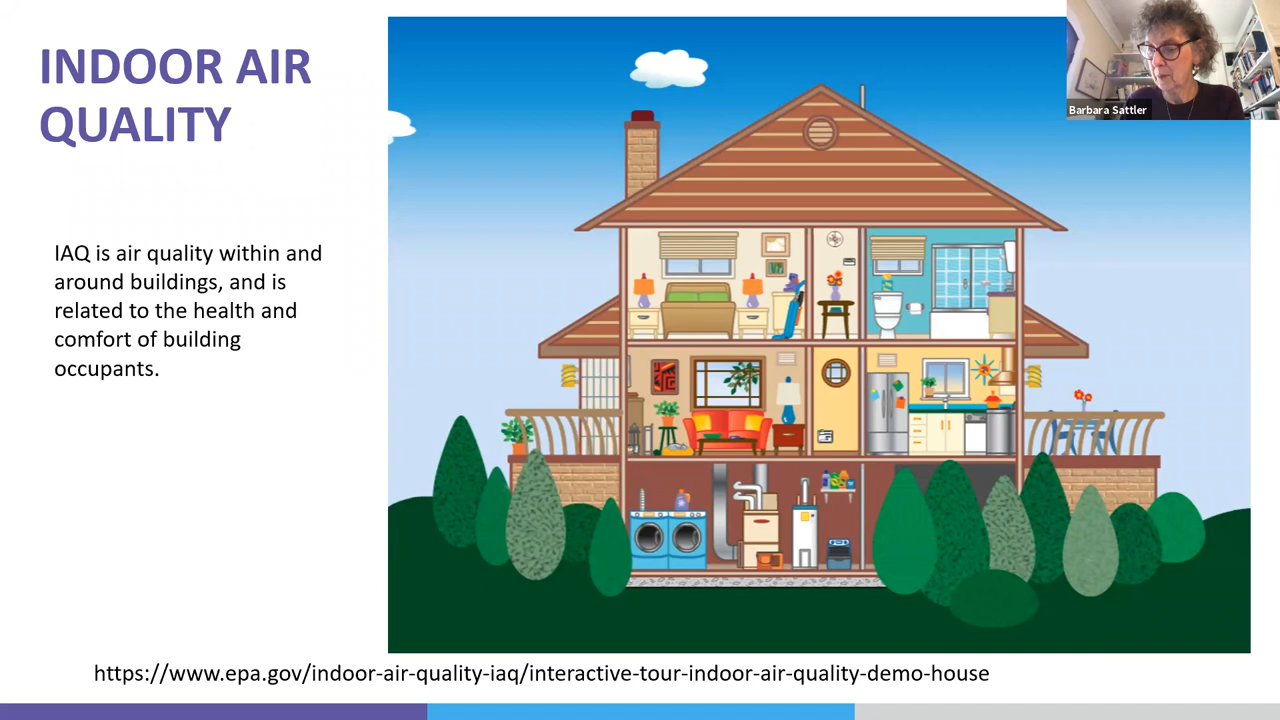 INDOOR AIR
QUALITY
Barbara Sattler
IAQ is air quality within and
around buildings, and is
related to the health and
comfort of building
occupants.
https://www.epa.gov/indoor-air-quality-iaq/interactive-tour-indoor-air-quality-demo-house